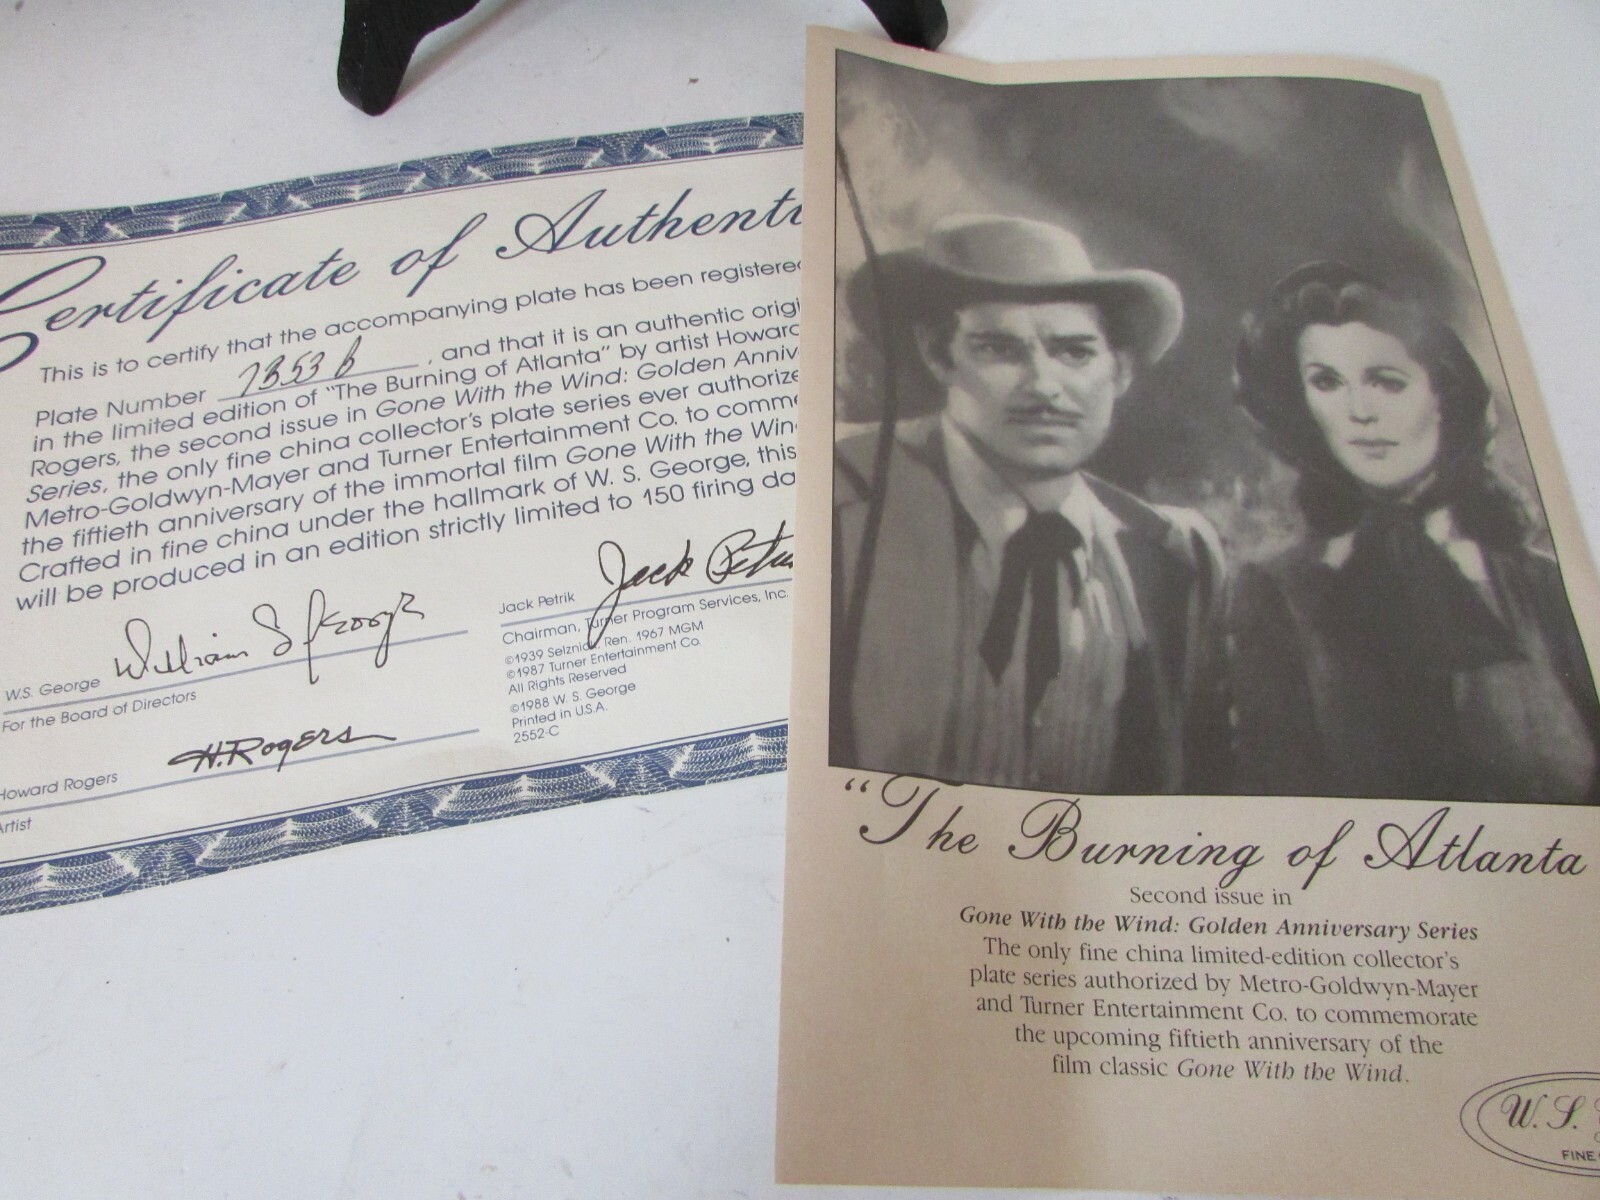 Certificate of Authenti
This is to certify that the accompanying plate has been registered
Plate Number 7353 B , and that it is an authentic origi
in the limited edition of "The Burning of Atlanta" by artist Howard
Rogers, the second issue in Gone With the Wind: Golden Anniv
Series, the only fine china collector's plate series ever authorize
Metro-Goldwyn-Mayer and Turner Entertainment Co. to comme
the fiftieth anniversary of the immortal film Gone With the Win
Crafted in fine china under the hallmark of W. S. George, this
will be produced in an edition strictly limited to 150 firing da
William S George
W.S. George
For the Board of Directors
H. Rogers
Howard Rogers
Artist
Jack Petri
Jack Petrik
Chairman, Turner Program Services, Inc.
©1939 Selznick, Ren. 1967 MGM
©1987 Turner Entertainment Co.
All Rights Reserved
©1988 W. S. George
Printed in U.S.A.
2552-C
"The Burning of Atlanta
Second issue in
Gone With the Wind: Golden Anniversary Series
The only fine china limited-edition collector's
plate series authorized by Metro-Goldwyn-Mayer
and Turner Entertainment Co. to commemorate
the upcoming fiftieth anniversary of the
film classic Gone With the Wind.
W. S.
FINE